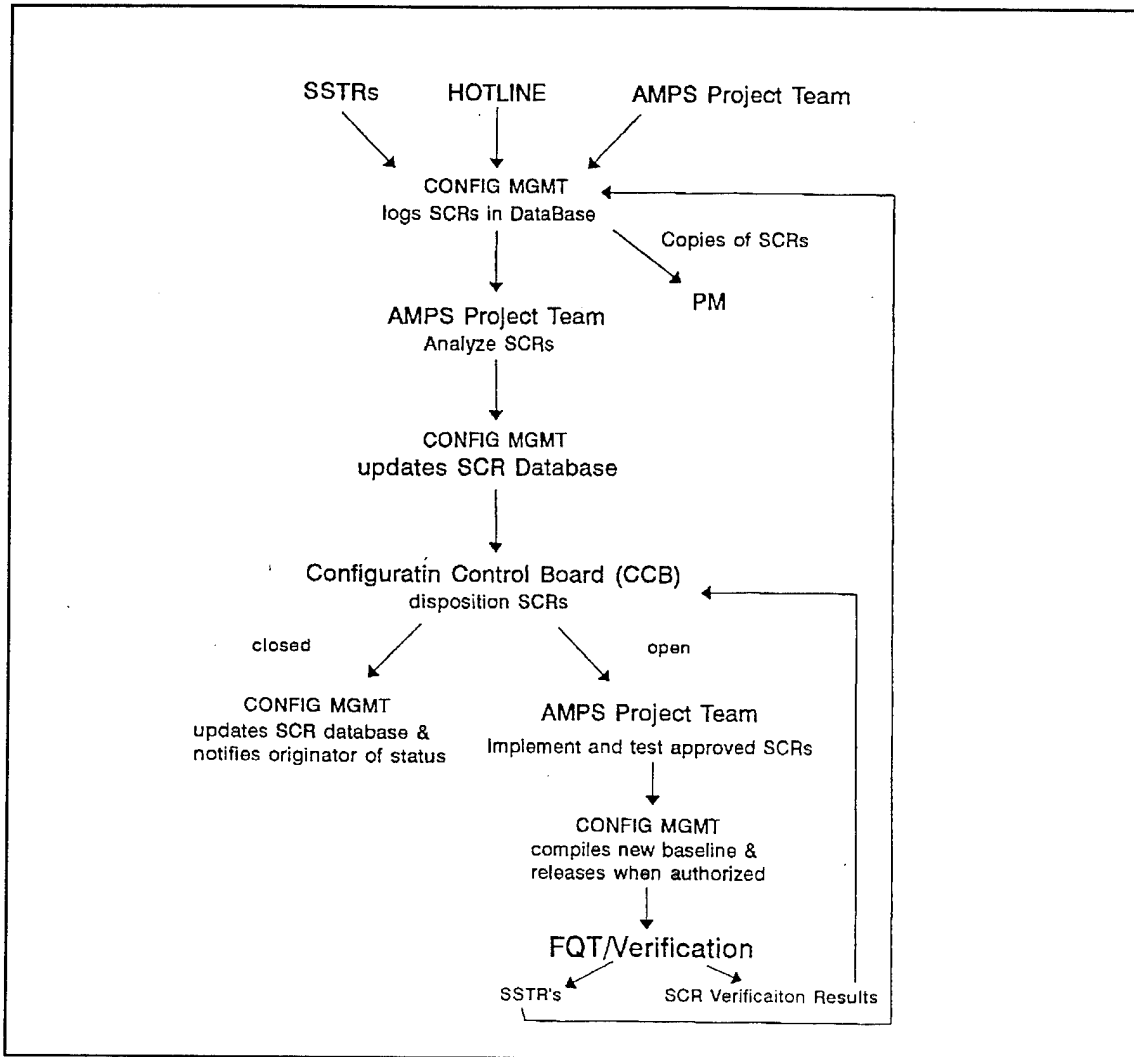 SSTRs
HOTLINE
AMPS Project Team
CONFIG MGMT
logs SCRs in DataBase
Copies of SCRs
PM
AMPS Project Team
Analyze SCRs
CONFIG MGMT
updates SCR Database
Configuratin Control Board (CCB)
disposition SCRs
closed
open
CONFIG MGMT
updates SCR database &
notifies originator of status
AMPS Project Team
Implement and test approved SCRs
CONFIG MGMT
compiles new baseline &
releases when authorized
FQT/Verification
SSTR's
SCR Verificaiton Results